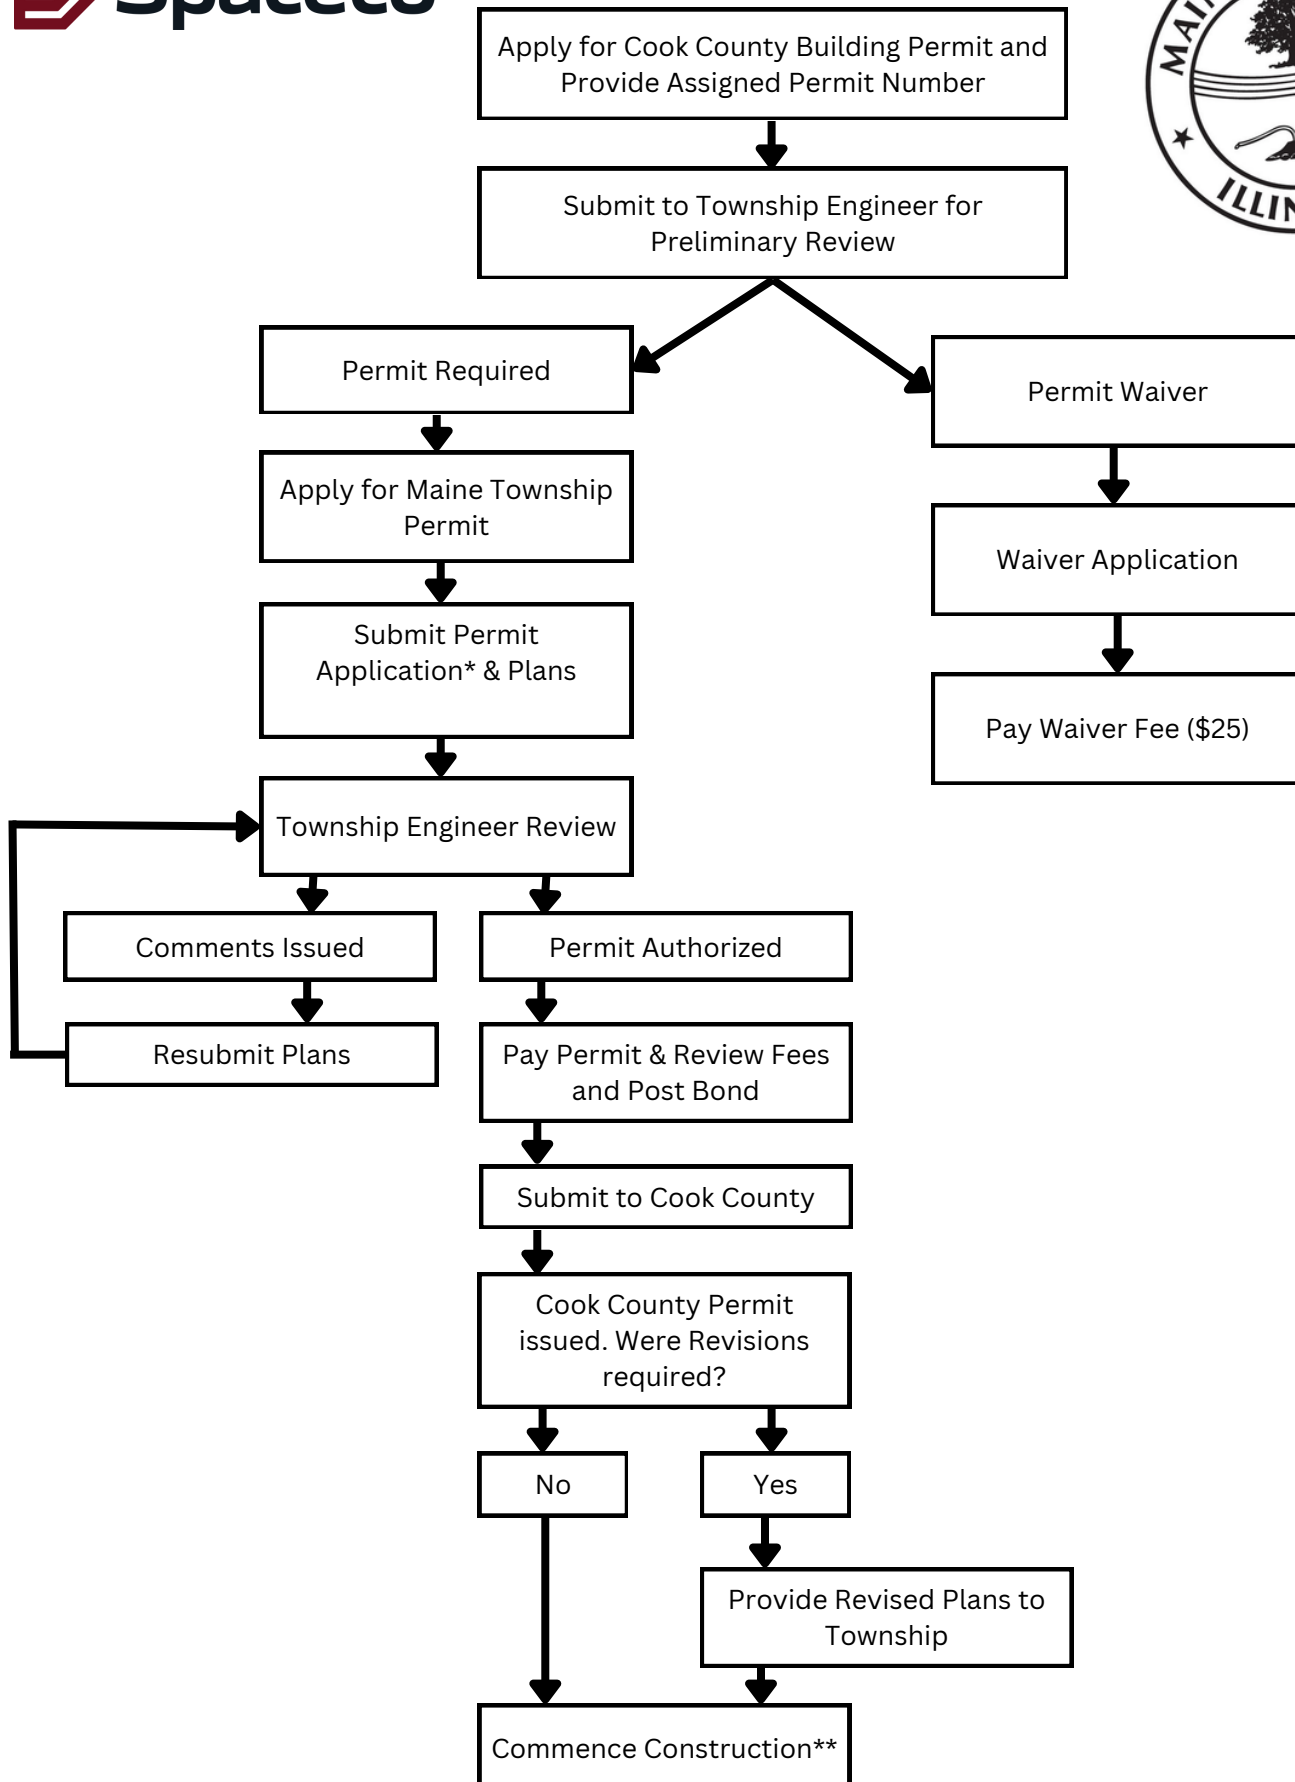 Spaceco
Apply for Cook County Building Permit and
Provide Assigned Permit Number
Submit to Township Engineer for
Preliminary Review
Permit Required
Permit Waiver
Apply for Maine Township
Permit
Waiver Application
Submit Permit
Application* & Plans
Pay Waiver Fee ($25)
Township Engineer Review
Comments Issued
Permit Authorized
Resubmit Plans
Pay Permit & Review Fees
and Post Bond
Submit to Cook County
Cook County Permit
issued. Were Revisions
required?
No
Yes
Provide Revised Plans to
Township
Commence Construction**